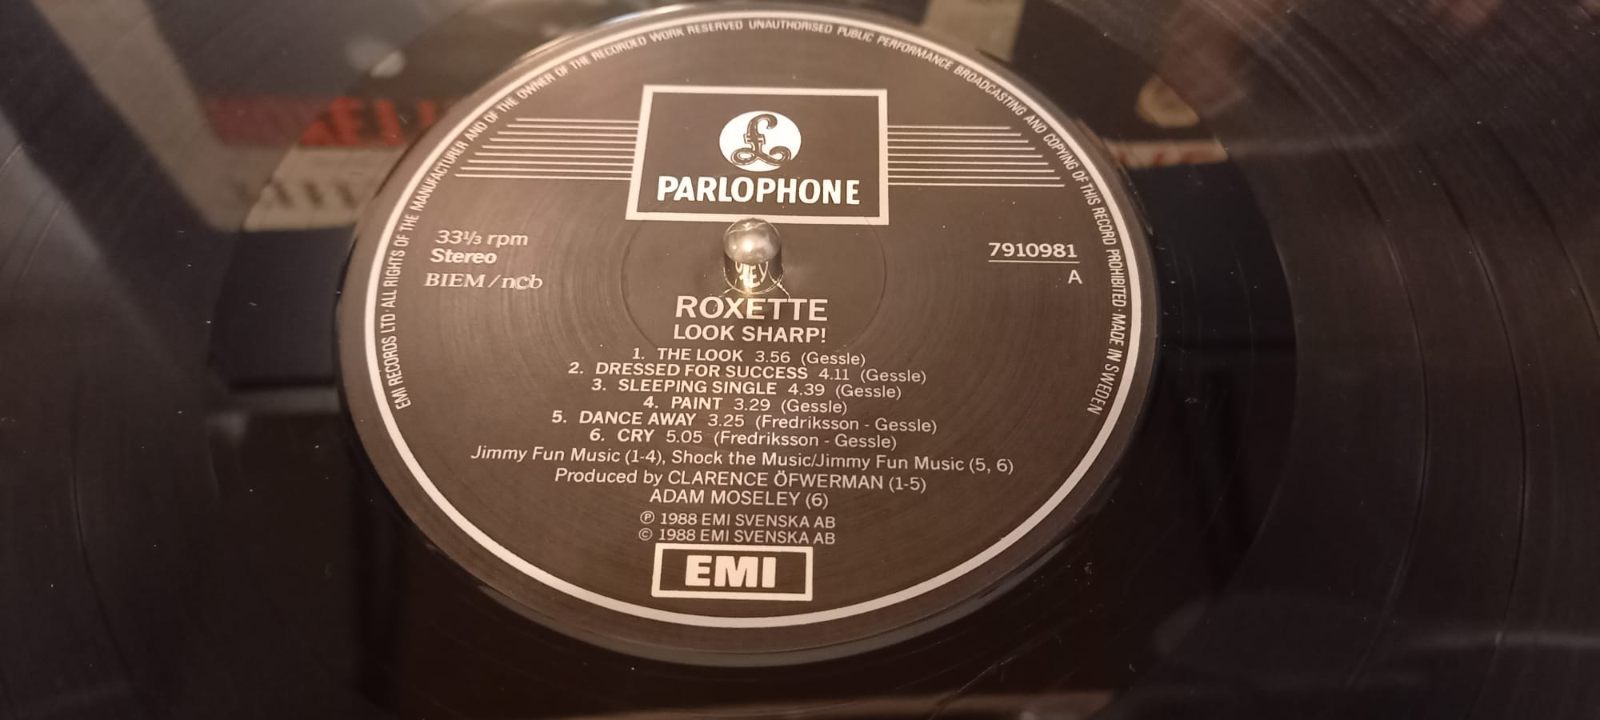 EMI RECORDS LTD · ALL RIGHTS OF THE MANUFACTURER AND OF THE OWNER OF THE RECORDED WORK RESERVED UNAUTHORISED PUBLIC PERFORMANCE BROADCASTING AND COPYING OF THIS RECORD PROHIBITED · MADE IN SWEDEN
£
PARLOPHONE
33⅓ rpm
Stereo
BIEM/ncb
7910981
A
ROXETTE
LOOK SHARP!
1. THE LOOK 3.56 (Gessle)
2. DRESSED FOR SUCCESS 4.11 (Gessle)
3. SLEEPING SINGLE 4.39 (Gessle)
4. PAINT 3.29 (Gessle)
5. DANCE AWAY 3.25 (Fredriksson - Gessle)
6. CRY 5.05 (Fredriksson - Gessle)
Jimmy Fun Music (1-4), Shock the Music/Jimmy Fun Music (5, 6)
Produced by CLARENCE ÖFWERMAN (1-5)
ADAM MOSELEY (6)
℗ 1988 EMI SVENSKA AB
© 1988 EMI SVENSKA AB
EMI